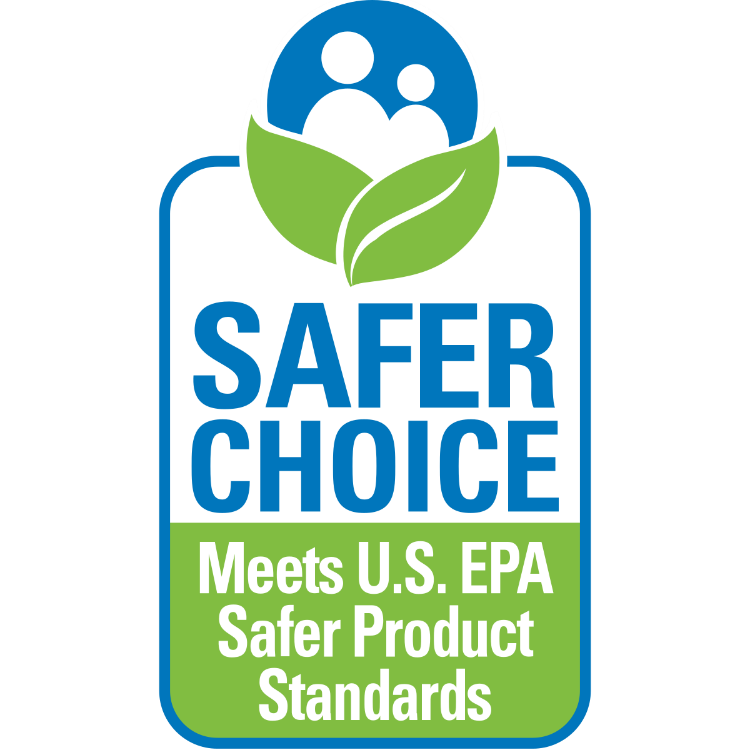 SAFER
CHOICE
Meets U.S. EPA
Safer Product
Standards